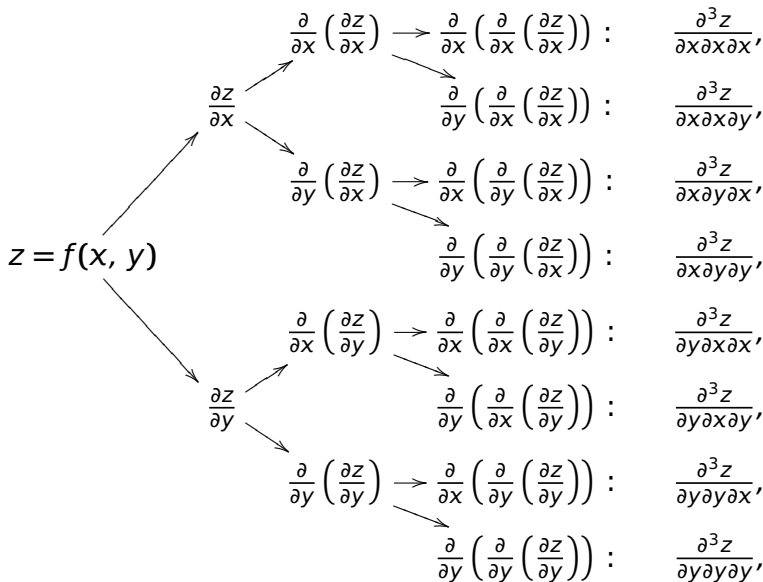 ∂/∂x (∂z/∂x) → ∂/∂x (∂/∂x (∂z/∂x)) : ∂³z/∂x∂x∂x,
∂z/∂x ∂/∂y (∂/∂x (∂z/∂x)) : ∂³z/∂x∂x∂y,
∂/∂y (∂z/∂x) → ∂/∂x (∂/∂y (∂z/∂x)) : ∂³z/∂x∂y∂x,
z = f(x, y) ∂/∂y (∂/∂y (∂z/∂x)) : ∂³z/∂x∂y∂y,
∂/∂x (∂z/∂y) → ∂/∂x (∂/∂x (∂z/∂y)) : ∂³z/∂y∂x∂x,
∂z/∂y ∂/∂y (∂/∂x (∂z/∂y)) : ∂³z/∂y∂x∂y,
∂/∂y (∂z/∂y) → ∂/∂x (∂/∂y (∂z/∂y)) : ∂³z/∂y∂y∂x,
∂/∂y (∂/∂y (∂z/∂y)) : ∂³z/∂y∂y∂y,